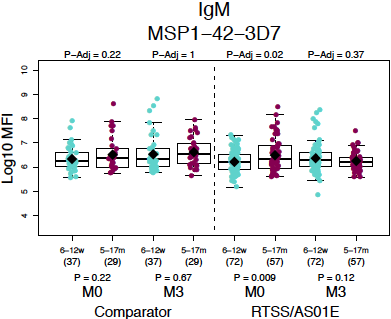 IgM
MSP1−42−3D7
P−Adj = 0.22 P−Adj = 1 P−Adj = 0.02 P−Adj = 0.37
Log10 MFI
10
9
8
7
6
5
4
6−12w 5−17m 6−12w 5−17m 6−12w 5−17m 6−12w 5−17m
(37) (29) (37) (29) (72) (57) (72) (57)
P = 0.22 P = 0.67 P = 0.009 P = 0.12
M0 M3 M0 M3
Comparator RTSS/AS01E